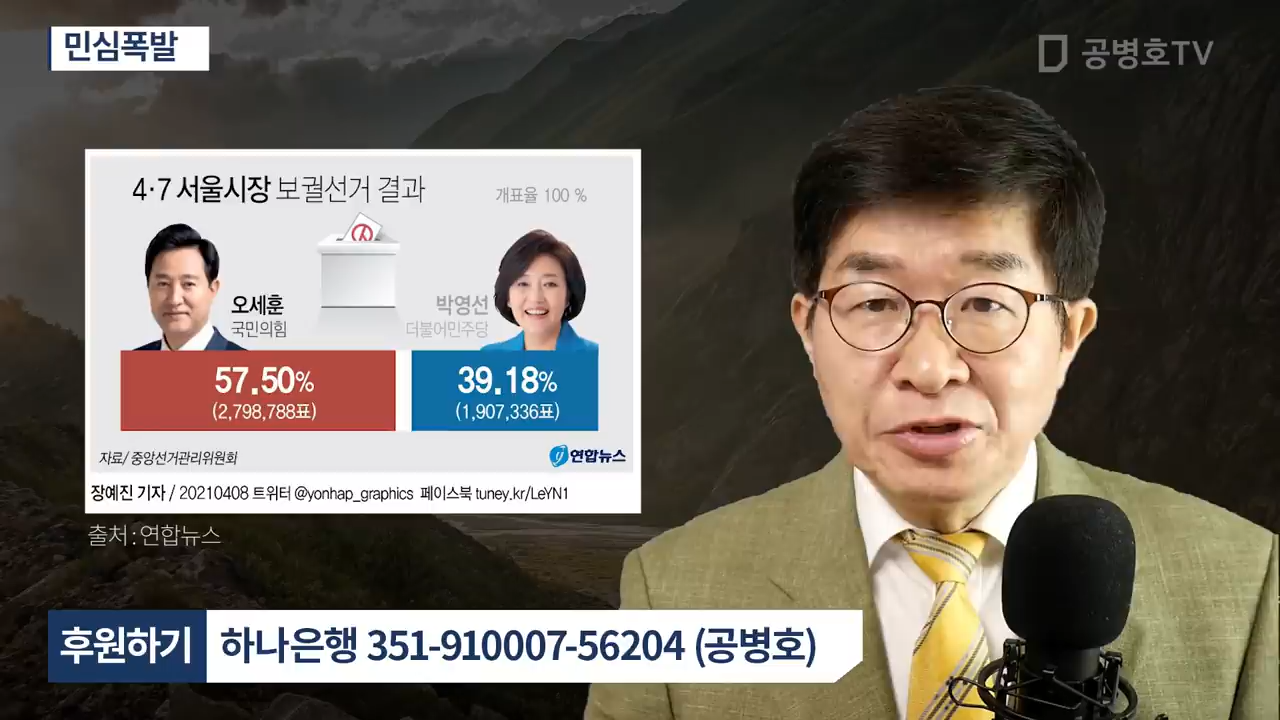 민심폭발
공병호TV
4·7 서울시장 보궐선거 결과
개표율 100 %
오세훈
국민의힘
박영선
더불어민주당
57.50%
(2,798,788표)
39.18%
(1,907,336표)
자료/ 중앙선거관리위원회
연합뉴스
장예진 기자 / 20210408 트위터 @yonhap_graphics 페이스북 tuney.kr/LeYN1
출처 : 연합뉴스
후원하기
하나은행 351-910007-56204 (공병호)